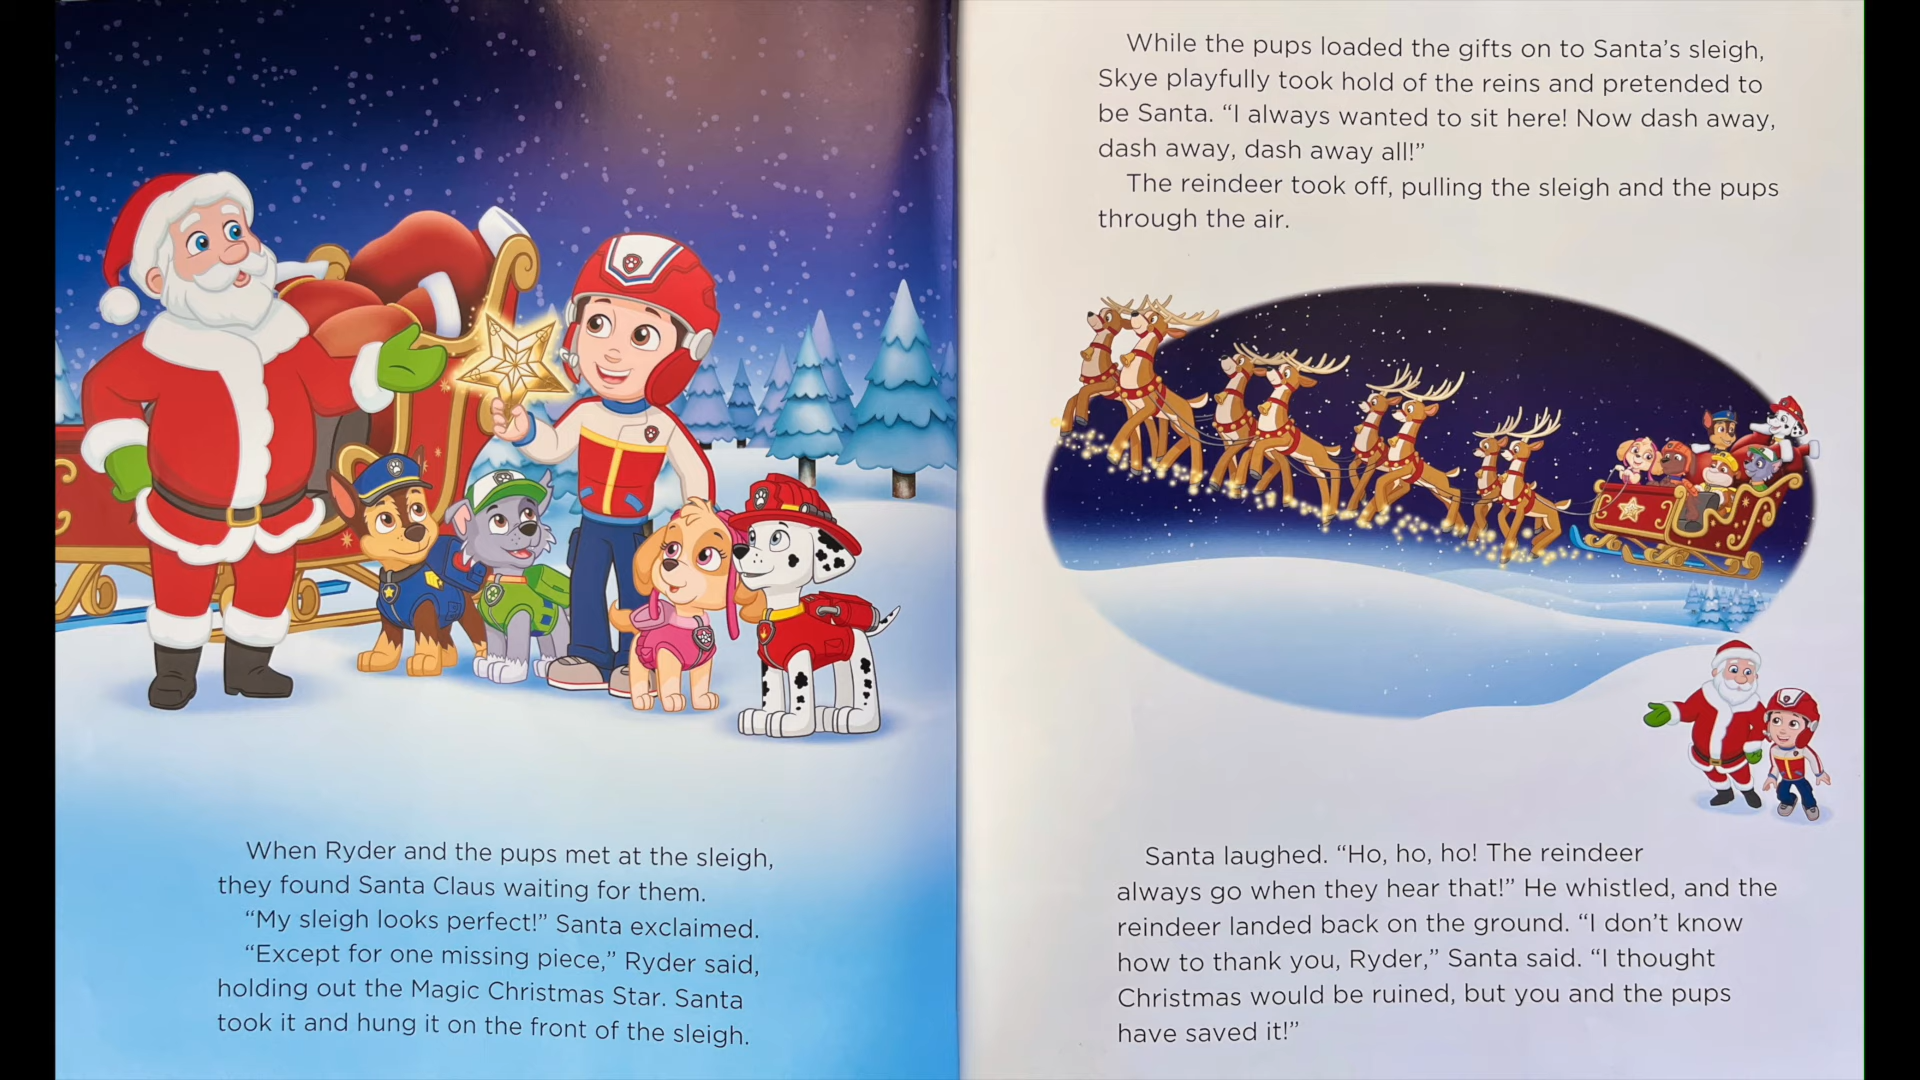 When Ryder and the pups met at the sleigh,
they found Santa Claus waiting for them.
“My sleigh looks perfect!” Santa exclaimed.
“Except for one missing piece,” Ryder said,
holding out the Magic Christmas Star. Santa
took it and hung it on the front of the sleigh.
While the pups loaded the gifts on to Santa’s sleigh,
Skye playfully took hold of the reins and pretended to
be Santa. “I always wanted to sit here! Now dash away,
dash away, dash away all!”
The reindeer took off, pulling the sleigh and the pups
through the air.
Santa laughed. “Ho, ho, ho! The reindeer
always go when they hear that!” He whistled, and the
reindeer landed back on the ground. “I don’t know
how to thank you, Ryder,” Santa said. “I thought
Christmas would be ruined, but you and the pups
have saved it!”